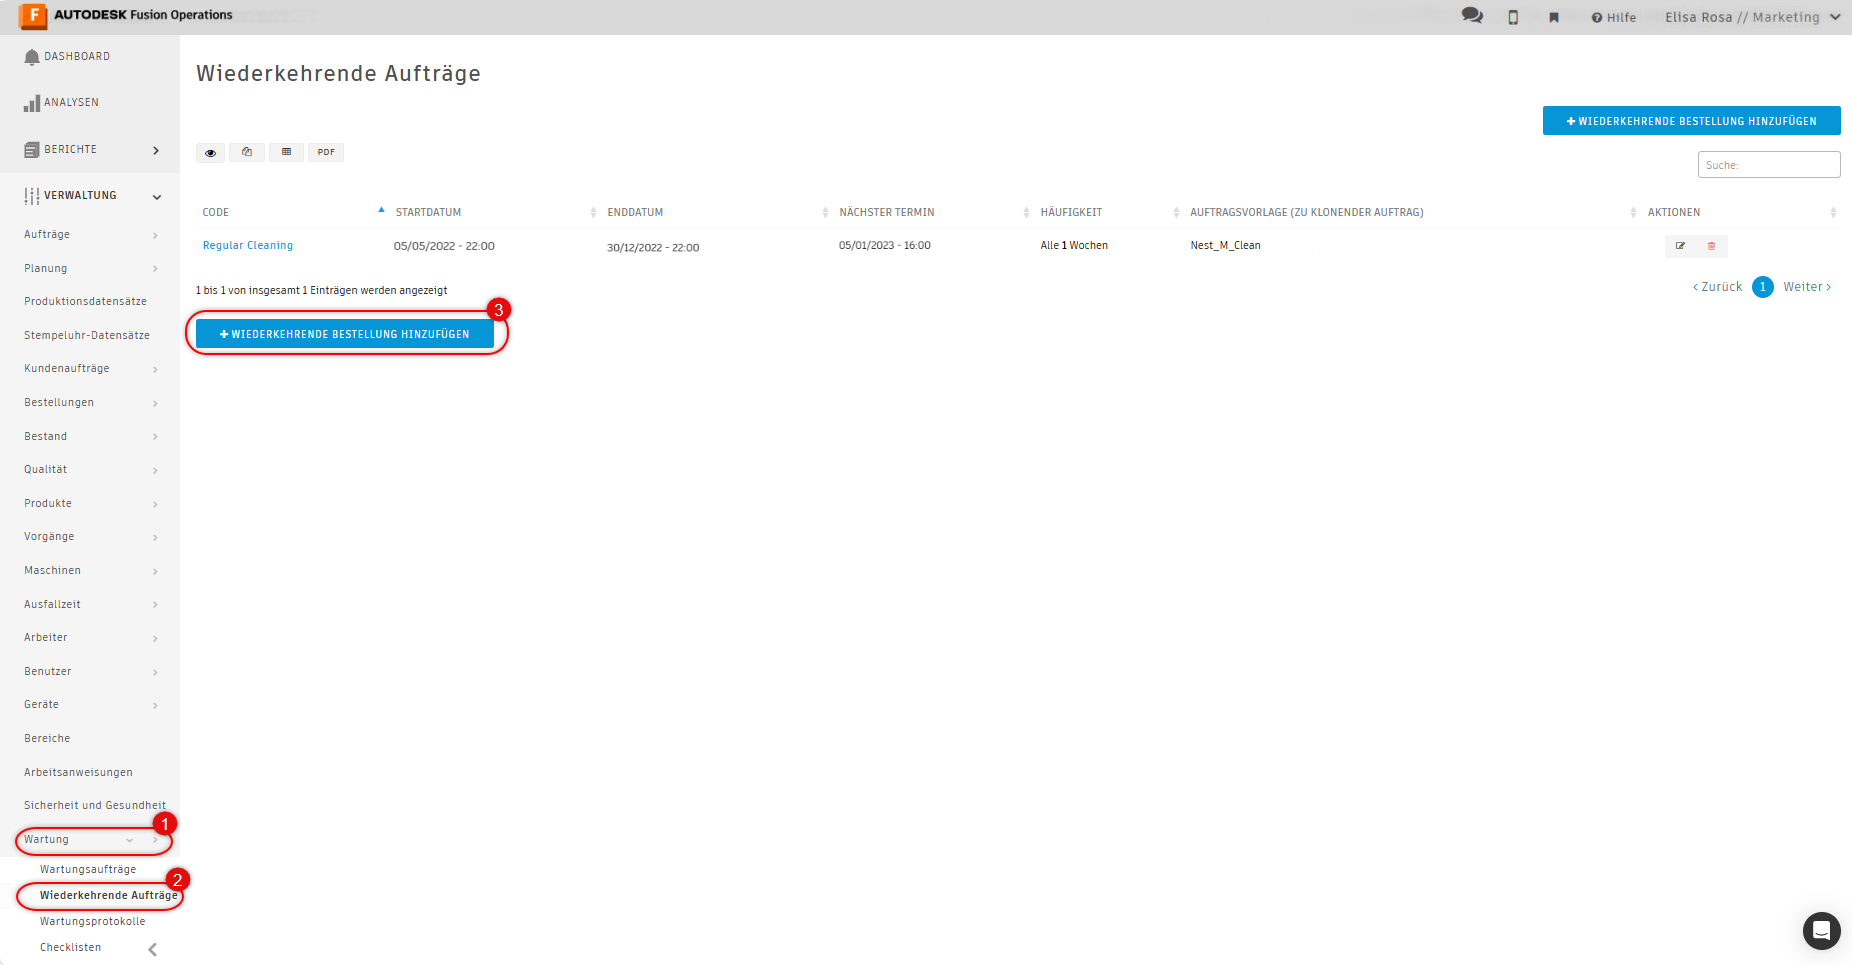 F AUTODESK Fusion Operations
Hilfe Elisa Rosa // Marketing
DASHBOARD
ANALYSEN
BERICHTE
VERWALTUNG
Aufträge
Planung
Produktionsdatensätze
Stempeluhr-Datensätze
Kundenaufträge
Bestellungen
Bestand
Qualität
Produkte
Vorgänge
Maschinen
Ausfallzeit
Arbeiter
Benutzer
Geräte
Bereiche
Arbeitsanweisungen
Sicherheit und Gesundheit
Wartung 1
Wartungsaufträge
Wiederkehrende Aufträge 2
Wartungsprotokolle
Checklisten
Wiederkehrende Aufträge
+ WIEDERKEHRENDE BESTELLUNG HINZUFÜGEN
PDF
Suche:
CODE STARTDATUM ENDDATUM NÄCHSTER TERMIN HÄUFIGKEIT AUFTRAGSVORLAGE (ZU KLONENDER AUFTRAG) AKTIONEN
Regular Cleaning 05/05/2022 - 22:00 30/12/2022 - 22:00 05/01/2023 - 16:00 Alle 1 Wochen Nest_M_Clean
1 bis 1 von insgesamt 1 Einträgen werden angezeigt
‹ Zurück 1 Weiter ›
+ WIEDERKEHRENDE BESTELLUNG HINZUFÜGEN 3